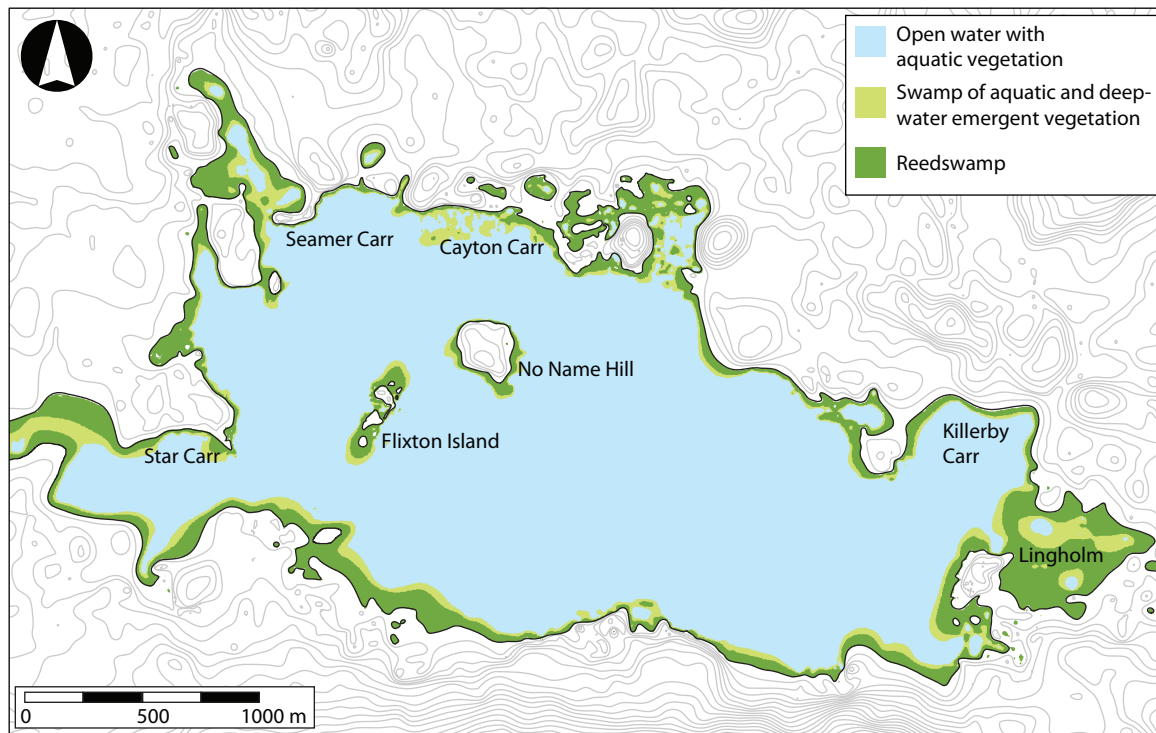 Open water with
aquatic vegetation
Swamp of aquatic and deep-
water emergent vegetation
Reedswamp
Seamer Carr
Cayton Carr
No Name Hill
Flixton Island
Star Carr
Killerby
Carr
Lingholm
0 500 1000 m